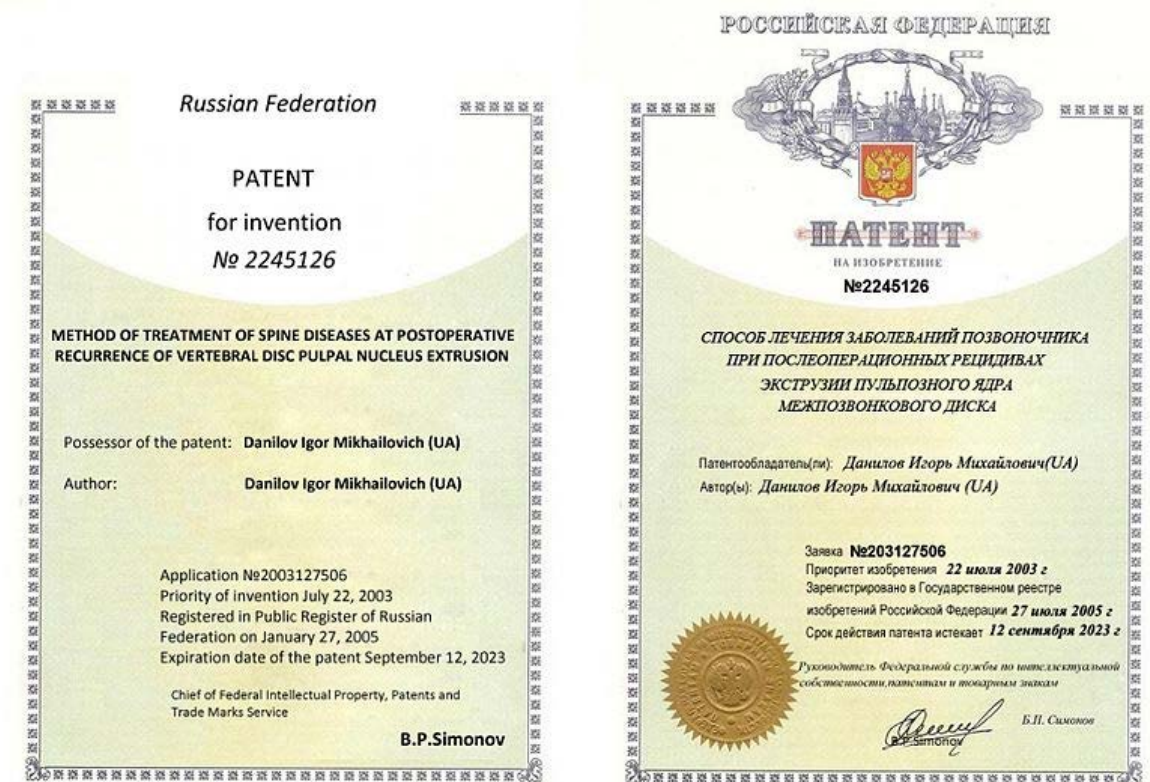 Russian Federation
PATENT
for invention
№ 2245126
METHOD OF TREATMENT OF SPINE DISEASES AT POSTOPERATIVE
RECURRENCE OF VERTEBRAL DISC PULPAL NUCLEUS EXTRUSION
Possessor of the patent: Danilov Igor Mikhailovich (UA)
Author: Danilov Igor Mikhailovich (UA)
Application №2003127506
Priority of invention July 22, 2003
Registered in Public Register of Russian
Federation on January 27, 2005
Expiration date of the patent September 12, 2023
Chief of Federal Intellectual Property, Patents and
Trade Marks Service
B.P.Simonov
РОССИЙСКАЯ ФЕДЕРАЦИЯ
ПАТЕНТ
НА ИЗОБРЕТЕНИЕ
№2245126
СПОСОБ ЛЕЧЕНИЯ ЗАБОЛЕВАНИЙ ПОЗВОНОЧНИКА
ПРИ ПОСЛЕОПЕРАЦИОННЫХ РЕЦИДИВАХ
ЭКСТРУЗИИ ПУЛЬПОЗНОГО ЯДРА
МЕЖПОЗВОНКОВОГО ДИСКА
Патентообладатель(ли): Данилов Игорь Михайлович(UA)
Автор(ы): Данилов Игорь Михайлович (UA)
Заявка №203127506
Приоритет изобретения 22 июля 2003 г
Зарегистрировано в Государственном реестре
изобретений Российской Федерации 27 июля 2005 г
Срок действия патента истекает 12 сентября 2023 г
Руководитель Федеральной службы по интеллектуальной
собственности,патентам и товарным знакам
Б.П. Симонов
B.P.Simonov